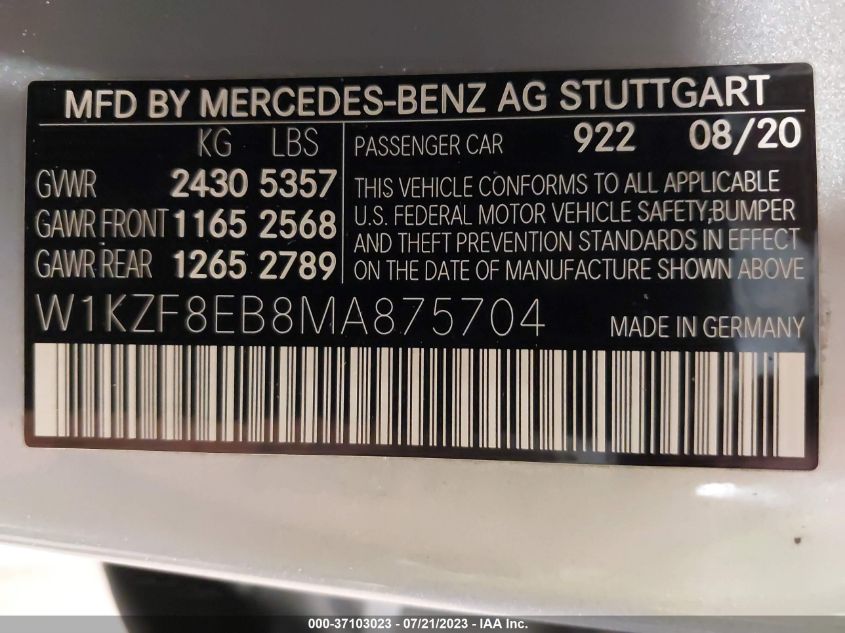 MFD BY MERCEDES-BENZ AG STUTTGART
KG LBS
GVWR 2430 5357
GAWR FRONT 1165 2568
GAWR REAR 1265 2789
PASSENGER CAR 922 08/20
THIS VEHICLE CONFORMS TO ALL APPLICABLE
U.S. FEDERAL MOTOR VEHICLE SAFETY,BUMPER
AND THEFT PREVENTION STANDARDS IN EFFECT
ON THE DATE OF MANUFACTURE SHOWN ABOVE
W1KZF8EB8MA875704 MADE IN GERMANY
000-37103023 - 07/21/2023 - IAA Inc.